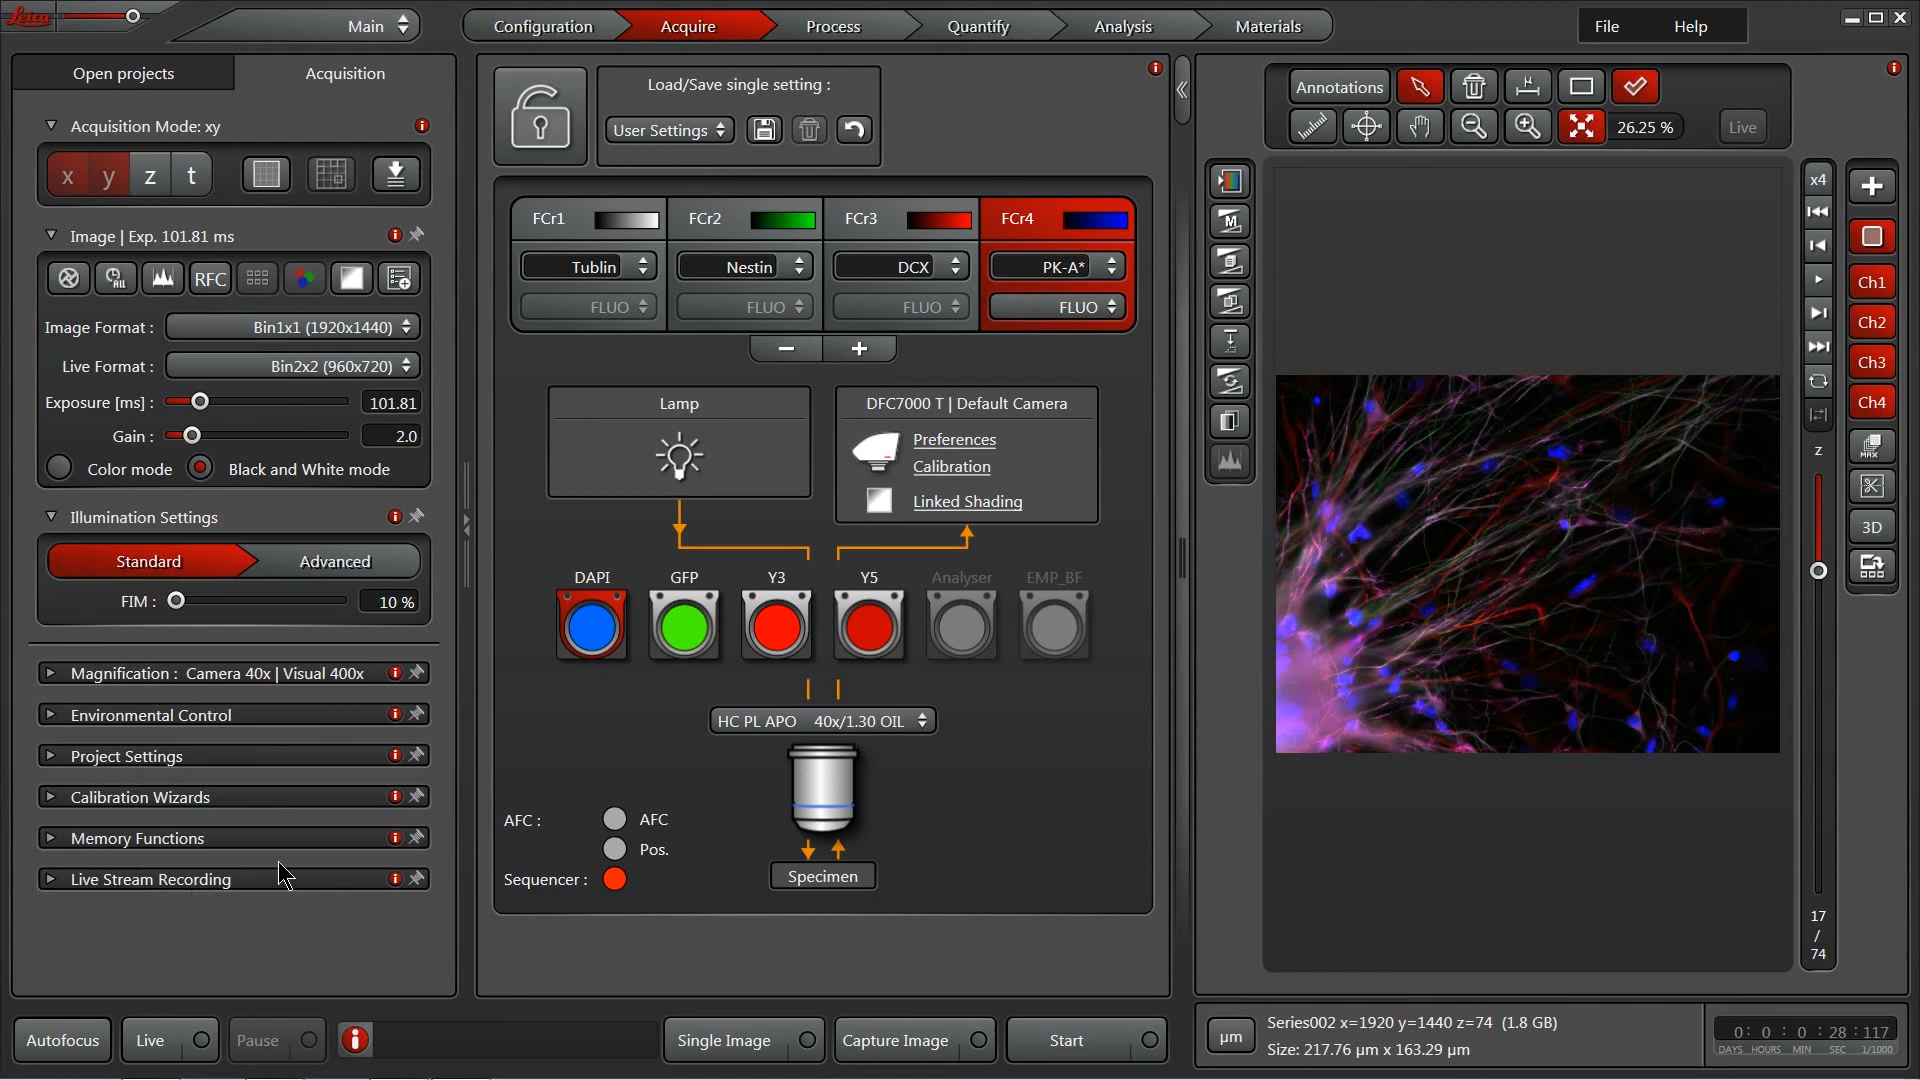 Leica
Main
Configuration
Acquire
Process
Quantify
Analysis
Materials
File
Help
Open projects
Acquisition
Acquisition Mode: xy
x y z t
Image | Exp. 101.81 ms
RFC
Image Format : Bin1x1 (1920x1440)
Live Format : Bin2x2 (960x720)
Exposure [ms] : 101.81
Gain : 2.0
Color mode Black and White mode
Illumination Settings
Standard Advanced
FIM : 10 %
Magnification : Camera 40x | Visual 400x
Environmental Control
Project Settings
Calibration Wizards
Memory Functions
Live Stream Recording
Autofocus
Live
Pause
Load/Save single setting :
User Settings
FCr1 FCr2 FCr3 FCr4
Tublin Nestin DCX PK-A*
FLUO FLUO FLUO FLUO
− +
Lamp
DFC7000 T | Default Camera
Preferences
Calibration
Linked Shading
DAPI GFP Y3 Y5 Analyser EMP_BF
HC PL APO 40x/1.30 OIL
AFC : AFC
Pos.
Sequencer :
Specimen
Single Image
Capture Image
Start
Annotations
26.25 %
Live
M
x4
Ch1
Ch2
Ch3
Ch4
MAX
3D
z
17
/
74
µm
Series002 x=1920 y=1440 z=74 (1.8 GB)
Size: 217.76 µm x 163.29 µm
0: 0 : 0 : 28 : 117
DAYS HOURS MIN SEC 1/1000